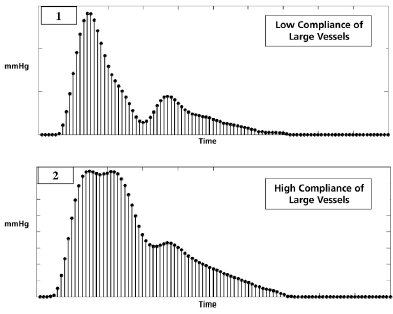 1
Low Compliance of
Large Vessels
mmHg
Time
2
High Compliance of
Large Vessels
mmHg
Time